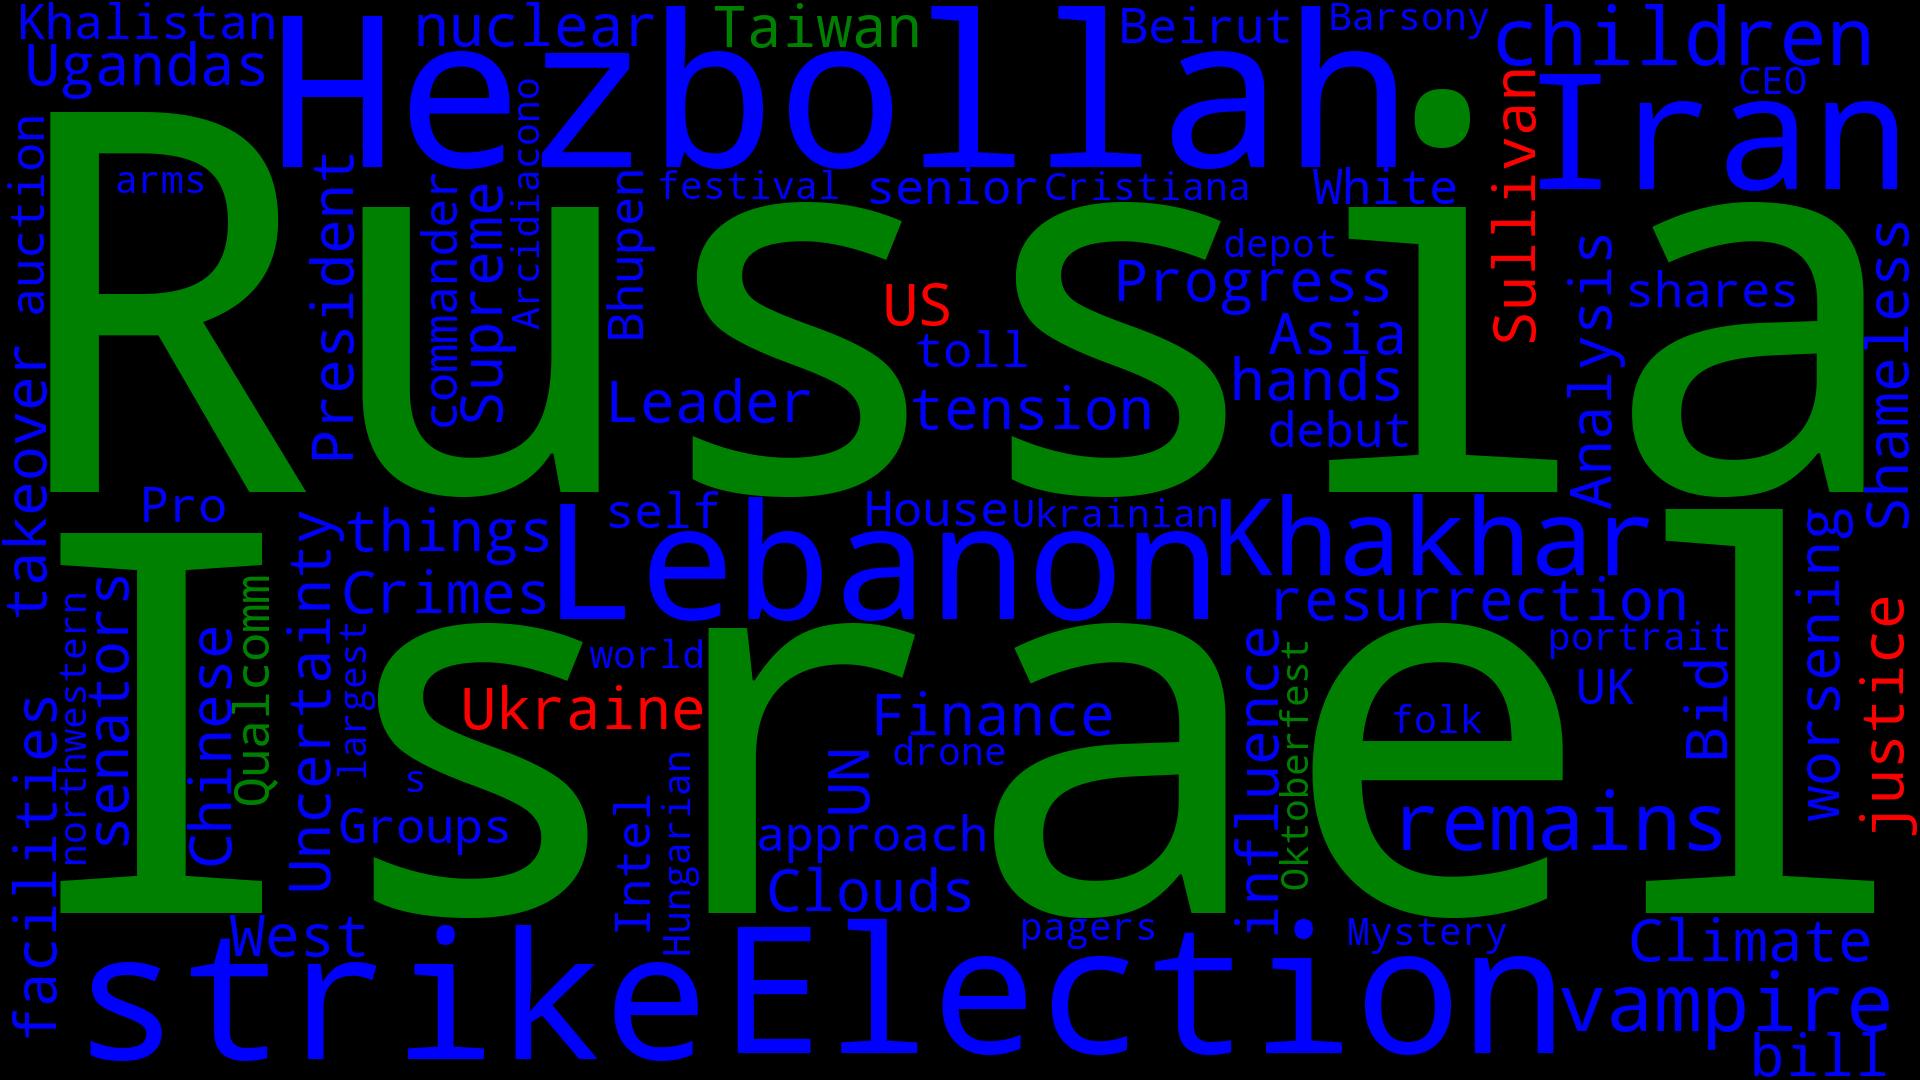 Khalistan
nuclear
Taiwan
Beirut
Barsony
children
Ugandas
Hezbollah
Iran
CEO
arms
President
commander
Supreme
Arcidiacono
Bhupen
festival
senior
Cristiana
White
Sullivan
auction
Russia
US
toll
Leader
tension
depot
Progress
Asia
hands
debut
Analysis
shares
Shameless
takeover
Pro
things
Crimes
self
Lebanon
House
Ukrainian
Khakhar
resurrection
portrait
worsening
justice
northwestern
senators
Chinese
Qualcomm
Uncertainty
largest
Israel
world
Ukraine
Finance
drone
UN
influence
Oktoberfest
folk
UK
Bid
s
Groups
Intel
Hungarian
approach
Clouds
remains
facilities
West
strike
Election
pagers
Mystery
Climate
vampire
bill